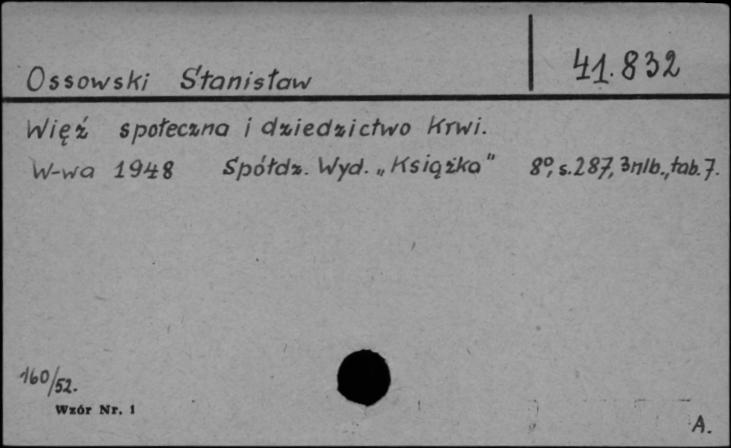 Ossowski Stanisław
41.832
Więź społeczna i dziedzictwo Krwi.
W-wa 1948 Spółdz. Wyd. „Książka" 8°, s.287, 3nlb., tab.7.
160/52.
Wzór Nr. 1
A.